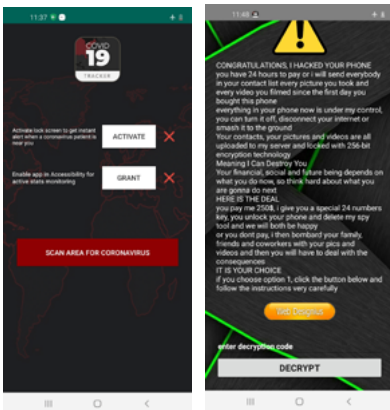 11:37
COVID
19
TRACKER
Activate lock screen to get instant
alert when a coronavirus patient is
near you
ACTIVATE
Enable app in Accessibility for
active stats monitoring
GRANT
SCAN AREA FOR CORONAVIRUS
11:48
CONGRATULATIONS, I HACKED YOUR PHONE
you have 24 hours to pay or i will send everybody
in your contact list every picture you took and
every video you filmed since the first day you
bought this phone
everything in your phone now is under my control,
you can turn it off, disconnect your internet or
smash it to the ground
Your contacts, your pictures and videos are all
uploaded to my server and locked with 256-bit
encryption technology.
Meaning I Can Destroy You
Your financial, social and future being depends on
what you do now, so think hard about what you
are gonna do next
HERE IS THE DEAL
you pay me 250$, i give you a special 24 numbers
key, you unlock your phone and delete my spy
tool and we will both be happy
or you dont pay, i then bombard your family,
friends and coworkers with your pics and
videos and then you will have to deal with the
consequences
IT IS YOUR CHOICE
if you choose option 1, click the button below and
follow the instructions very carefully
enter decryption code
DECRYPT